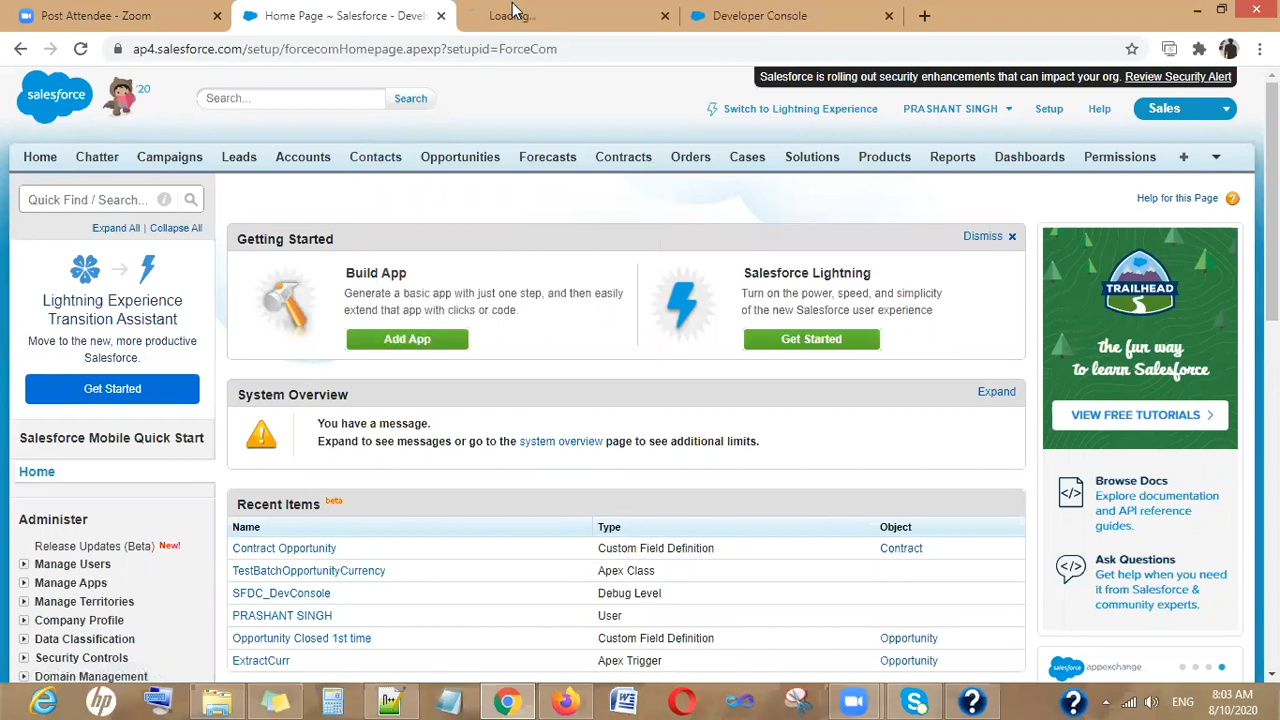 Post Attendee - Zoom
Home Page ~ Salesforce - Devel
Loading...
Developer Console
ap4.salesforce.com/setup/forcecomHomepage.apexp?setupid=ForceCom
Salesforce is rolling out security enhancements that can impact your org. Review Security Alert
salesforce
'20
Search...
Search
Switch to Lightning Experience
PRASHANT SINGH
Setup
Help
Sales
Home
Chatter
Campaigns
Leads
Accounts
Contacts
Opportunities
Forecasts
Contracts
Orders
Cases
Solutions
Products
Reports
Dashboards
Permissions
Quick Find / Search...
Expand All | Collapse All
Lightning Experience
Transition Assistant
Move to the new, more productive
Salesforce.
Get Started
Salesforce Mobile Quick Start
Home
Administer
Release Updates (Beta) New!
Manage Users
Manage Apps
Manage Territories
Company Profile
Data Classification
Security Controls
Domain Management
Help for this Page
Getting Started
Dismiss
Build App
Generate a basic app with just one step, and then easily
extend that app with clicks or code.
Add App
Salesforce Lightning
Turn on the power, speed, and simplicity
of the new Salesforce user experience
Get Started
System Overview
Expand
You have a message.
Expand to see messages or go to the system overview page to see additional limits.
Recent Items beta
Name Type Object
Contract Opportunity Custom Field Definition Contract
TestBatchOpportunityCurrency Apex Class
SFDC_DevConsole Debug Level
PRASHANT SINGH User
Opportunity Closed 1st time Custom Field Definition Opportunity
ExtractCurr Apex Trigger Opportunity
TRAILHEAD
the fun way
to learn Salesforce
VIEW FREE TUTORIALS
Browse Docs
Explore documentation
and API reference
guides.
Ask Questions
Get help when you need
it from Salesforce &
community experts.
salesforce appexchange
ENG
8:03 AM
8/10/2020